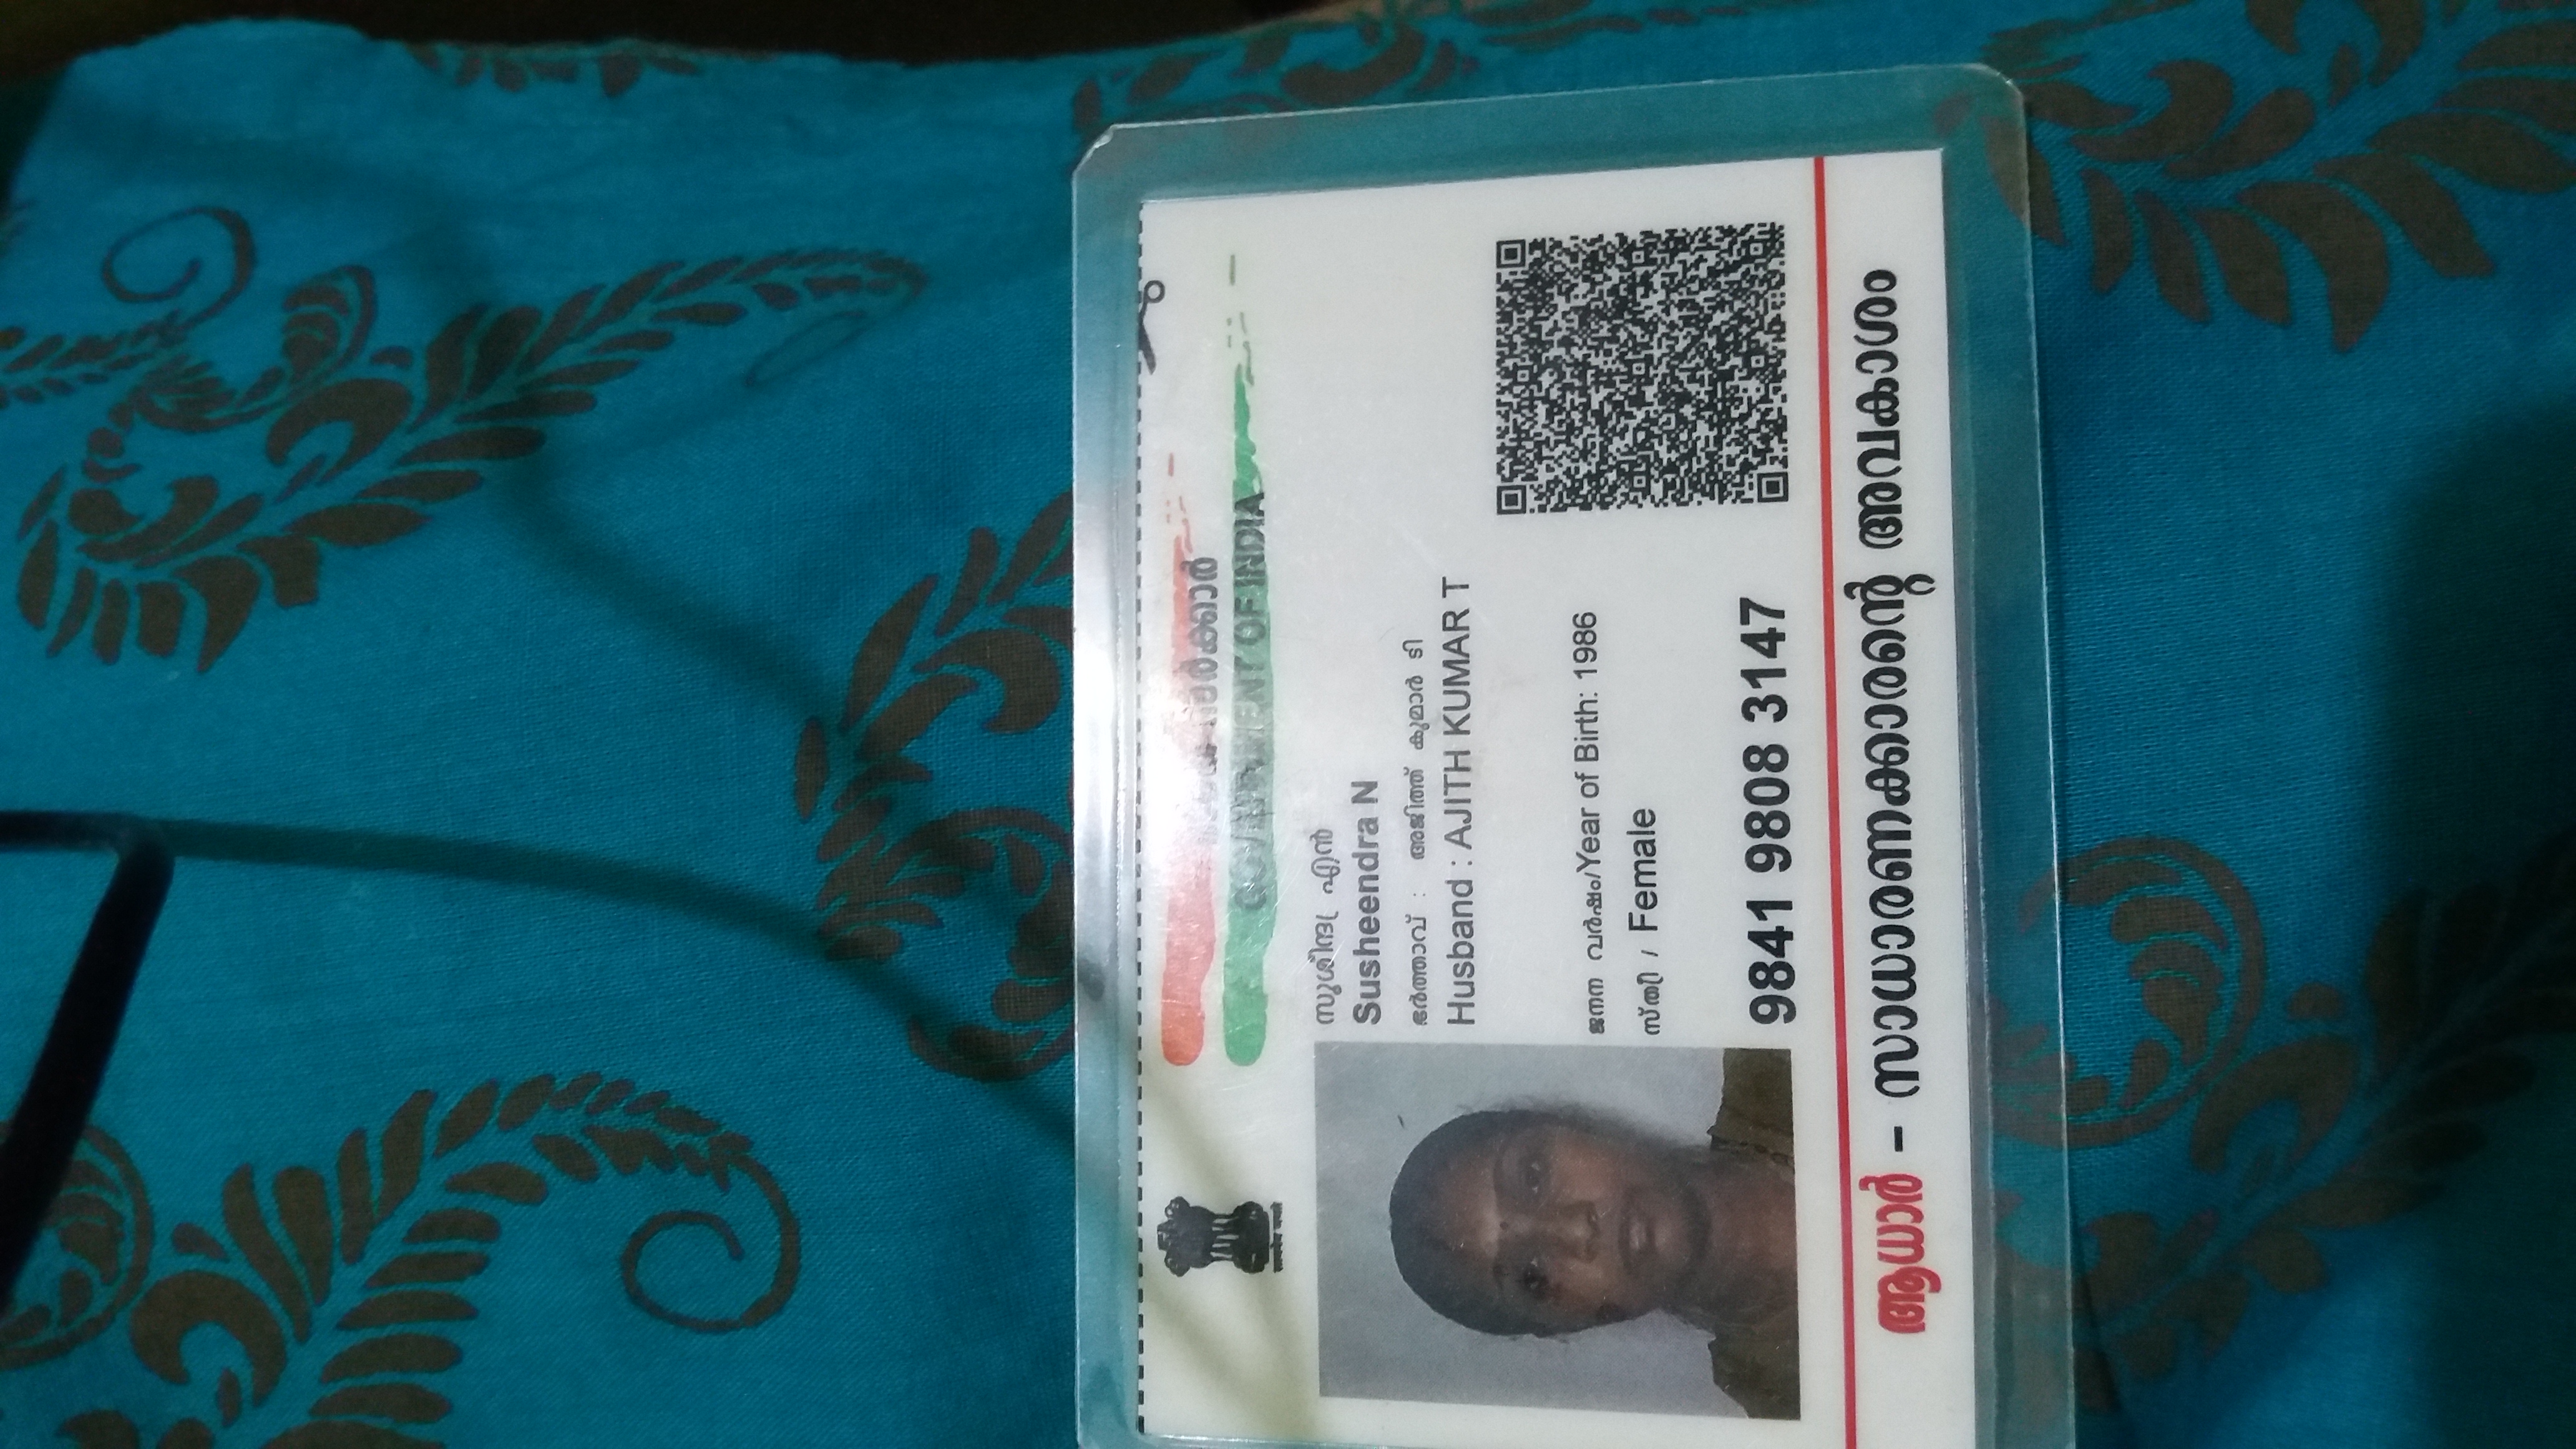 സർക്കാർ
GOVERNMENT OF INDIA
സുശീന്ദ്ര എൻ
Susheendra N
ഭർത്താവ് : അജിത്ത് കുമാർ ടി
Husband : AJITH KUMAR T
ജനന വർഷം/Year of Birth: 1986
സ്ത്രീ / Female
9841 9808 3147
ആധാർ – സാധാരണക്കാരന്റെ അവകാശം